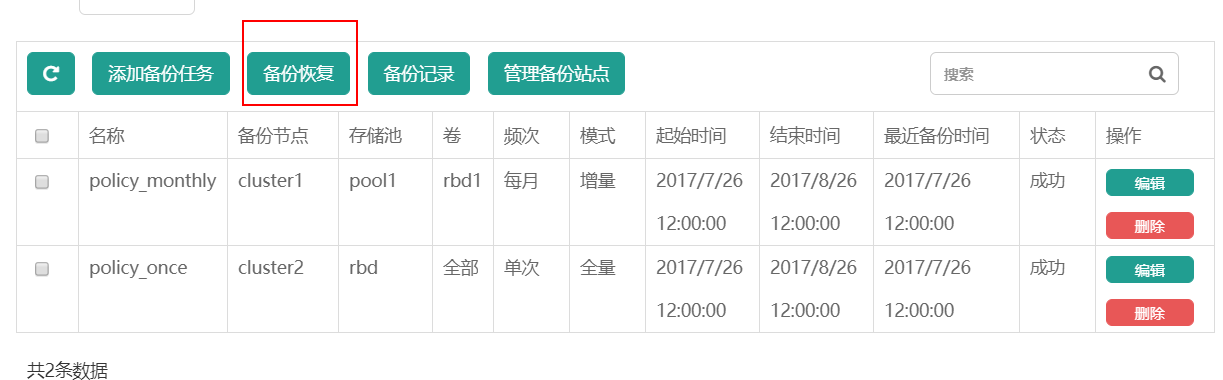 添加备份任务 备份恢复 备份记录 管理备份站点 搜索
名称 备份节点 存储池 卷 频次 模式 起始时间 结束时间 最近备份时间 状态 操作
policy_monthly cluster1 pool1 rbd1 每月 增量 2017/7/26 2017/8/26 2017/7/26 成功 编辑
12:00:00 12:00:00 12:00:00 删除
policy_once cluster2 rbd 全部 单次 全量 2017/7/26 2017/8/26 2017/7/26 成功 编辑
12:00:00 12:00:00 12:00:00 删除
共2条数据